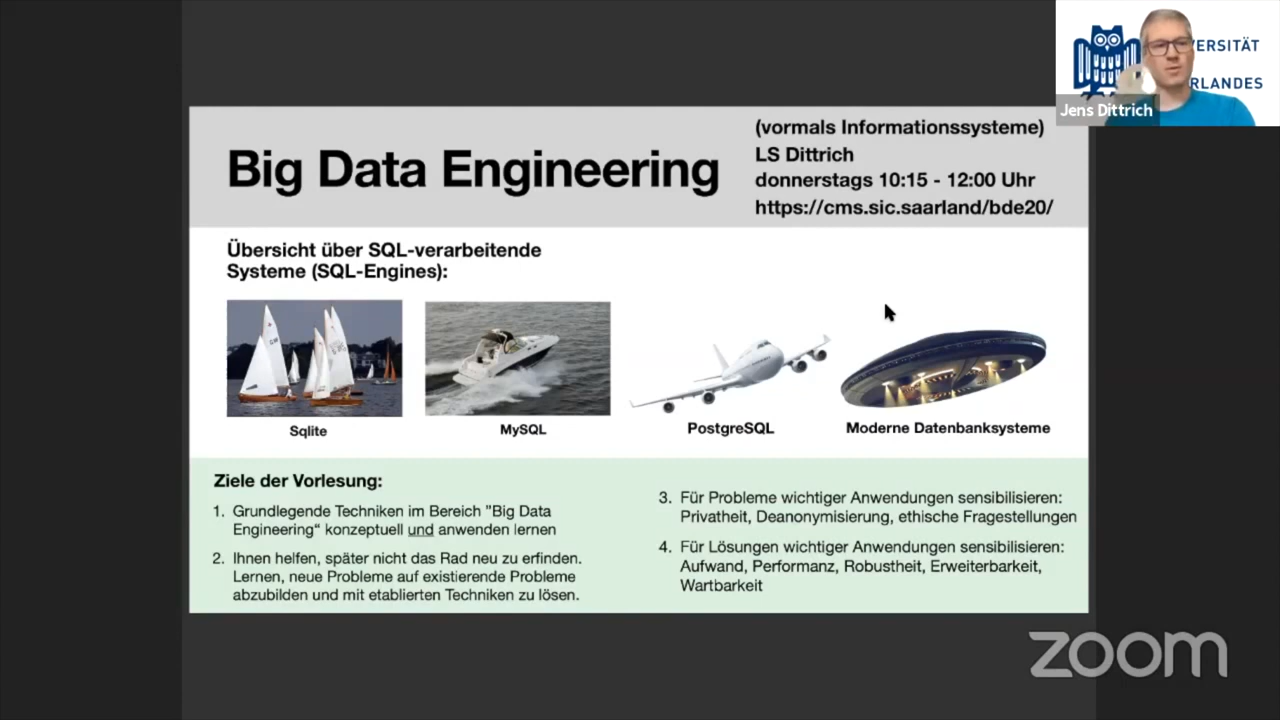 VERSITÄT
RLANDES
Jens Dittrich
Big Data Engineering
(vormals Informationssysteme)
LS Dittrich
donnerstags 10:15 - 12:00 Uhr
https://cms.sic.saarland/bde20/
Übersicht über SQL-verarbeitende
Systeme (SQL-Engines):
Sqlite
MySQL
PostgreSQL
Moderne Datenbanksysteme
Ziele der Vorlesung:
1. Grundlegende Techniken im Bereich "Big Data
Engineering“ konzeptuell und anwenden lernen
2. Ihnen helfen, später nicht das Rad neu zu erfinden.
Lernen, neue Probleme auf existierende Probleme
abzubilden und mit etablierten Techniken zu lösen.
3. Für Probleme wichtiger Anwendungen sensibilisieren:
Privatheit, Deanonymisierung, ethische Fragestellungen
4. Für Lösungen wichtiger Anwendungen sensibilisieren:
Aufwand, Performanz, Robustheit, Erweiterbarkeit,
Wartbarkeit
zoom